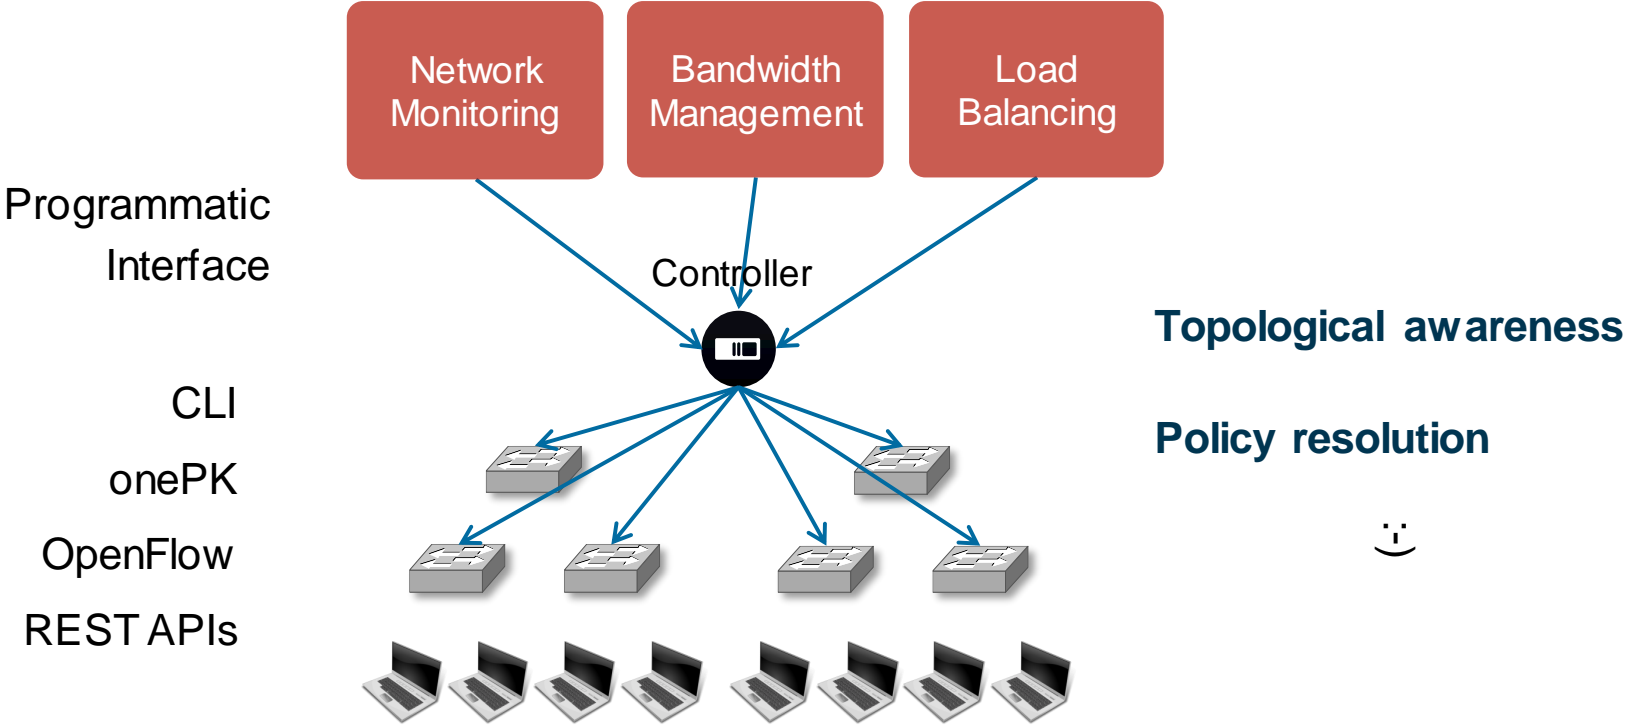 Network
Monitoring
Bandwidth
Management
Load
Balancing
Programmatic
Interface
Controller
Topological awareness
Policy resolution
:-)
CLI
onePK
OpenFlow
REST APIs